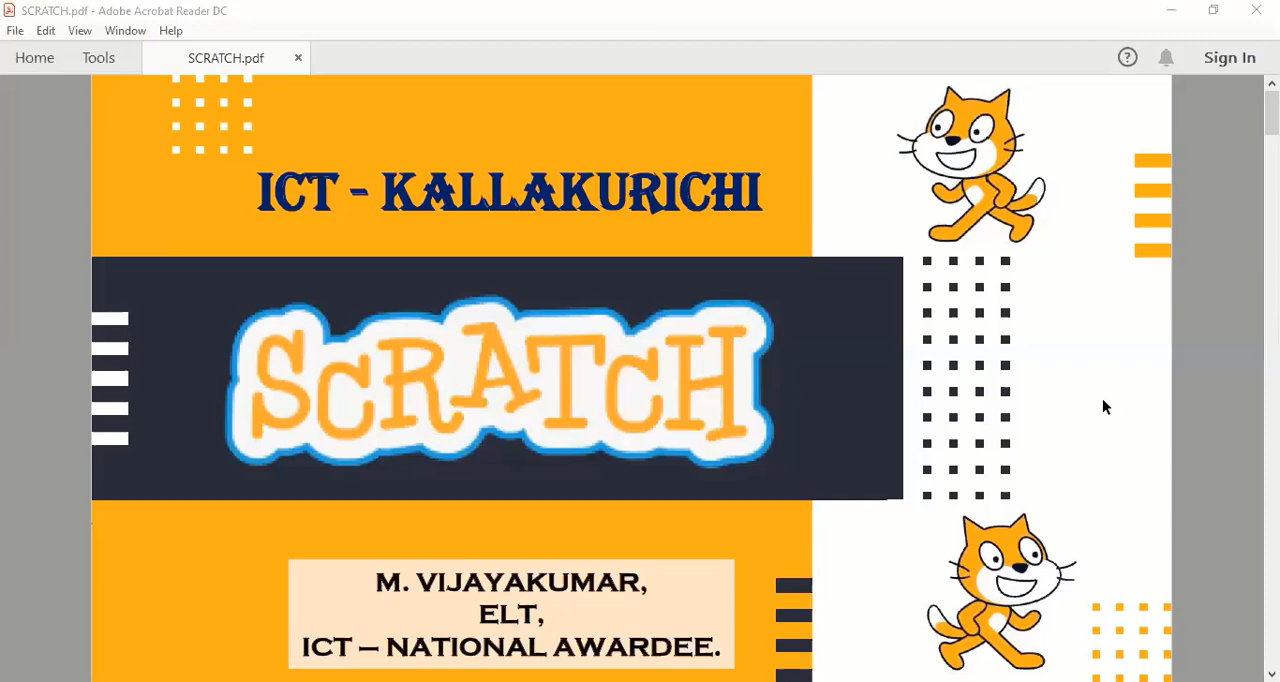 SCRATCH.pdf - Adobe Acrobat Reader DC
File Edit View Window Help
Home Tools SCRATCH.pdf × Sign In
ICT - KALLAKURICHI
SCRATCH
M. VIJAYAKUMAR,
ELT,
ICT – NATIONAL AWARDEE.